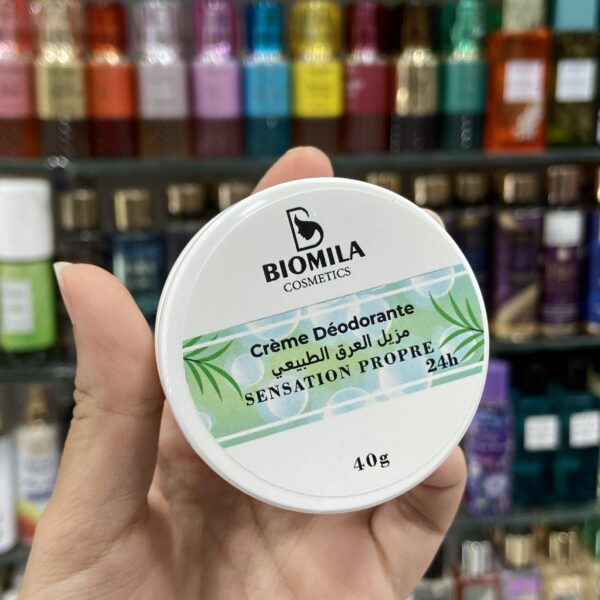 BIOMILA
COSMETICS
Crème Déodorante
مزيل العرق الطبيعي
SENSATION PROPRE
24h
40g